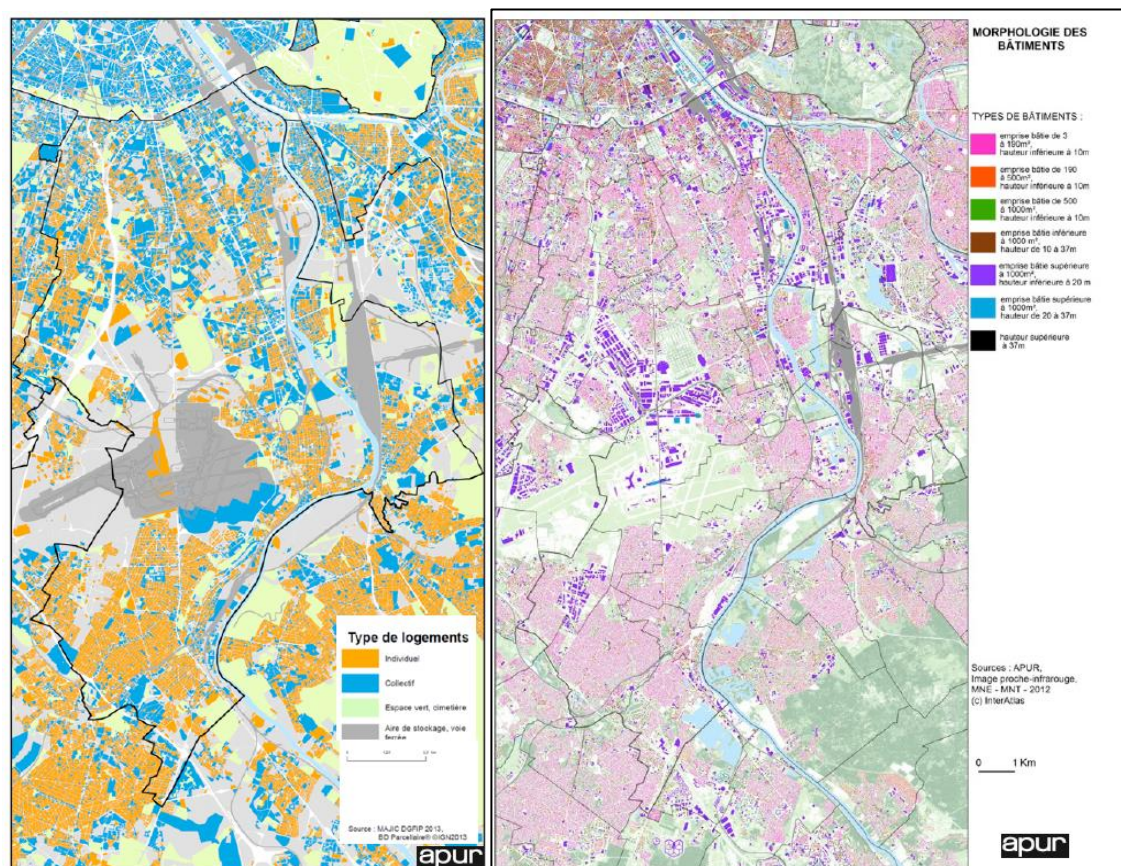 Type de logements
Individuel
Collectif
Espace vert, cimetière
Aire de stockage, voie
ferrée
0
Source : MAJIC DGFIP 2013,
BD Parcellaire® ©IGN2013
apur
MORPHOLOGIE DES
BÂTIMENTS
TYPES DE BÂTIMENTS :
emprise bâtie de 3
à 190m²,
hauteur inférieure à 10m
emprise bâtie de 190
à 500m²,
hauteur inférieure à 10m
emprise bâtie de 500
à 1000m²,
hauteur inférieure à 10m
emprise bâtie inférieure
à 1000 m²,
hauteur de 10 à 37m
emprise bâtie supérieure
à 1000m²,
hauteur inférieure à 20 m
emprise bâtie supérieure
à 1000m²,
hauteur de 20 à 37m
hauteur supérieure
à 37m
Sources : APUR,
Image proche-infrarouge,
MNE - MNT - 2012
(c) InterAtlas
0 1 Km
apur